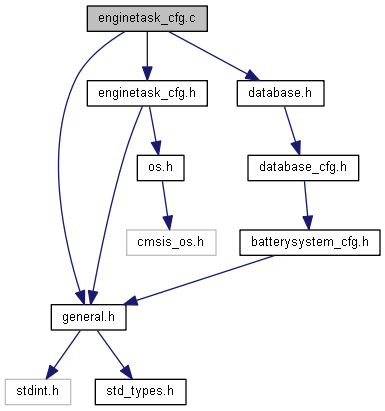 enginetask_cfg.c
enginetask_cfg.h
database.h
os.h
database_cfg.h
cmsis_os.h
batterysystem_cfg.h
general.h
stdint.h
std_types.h